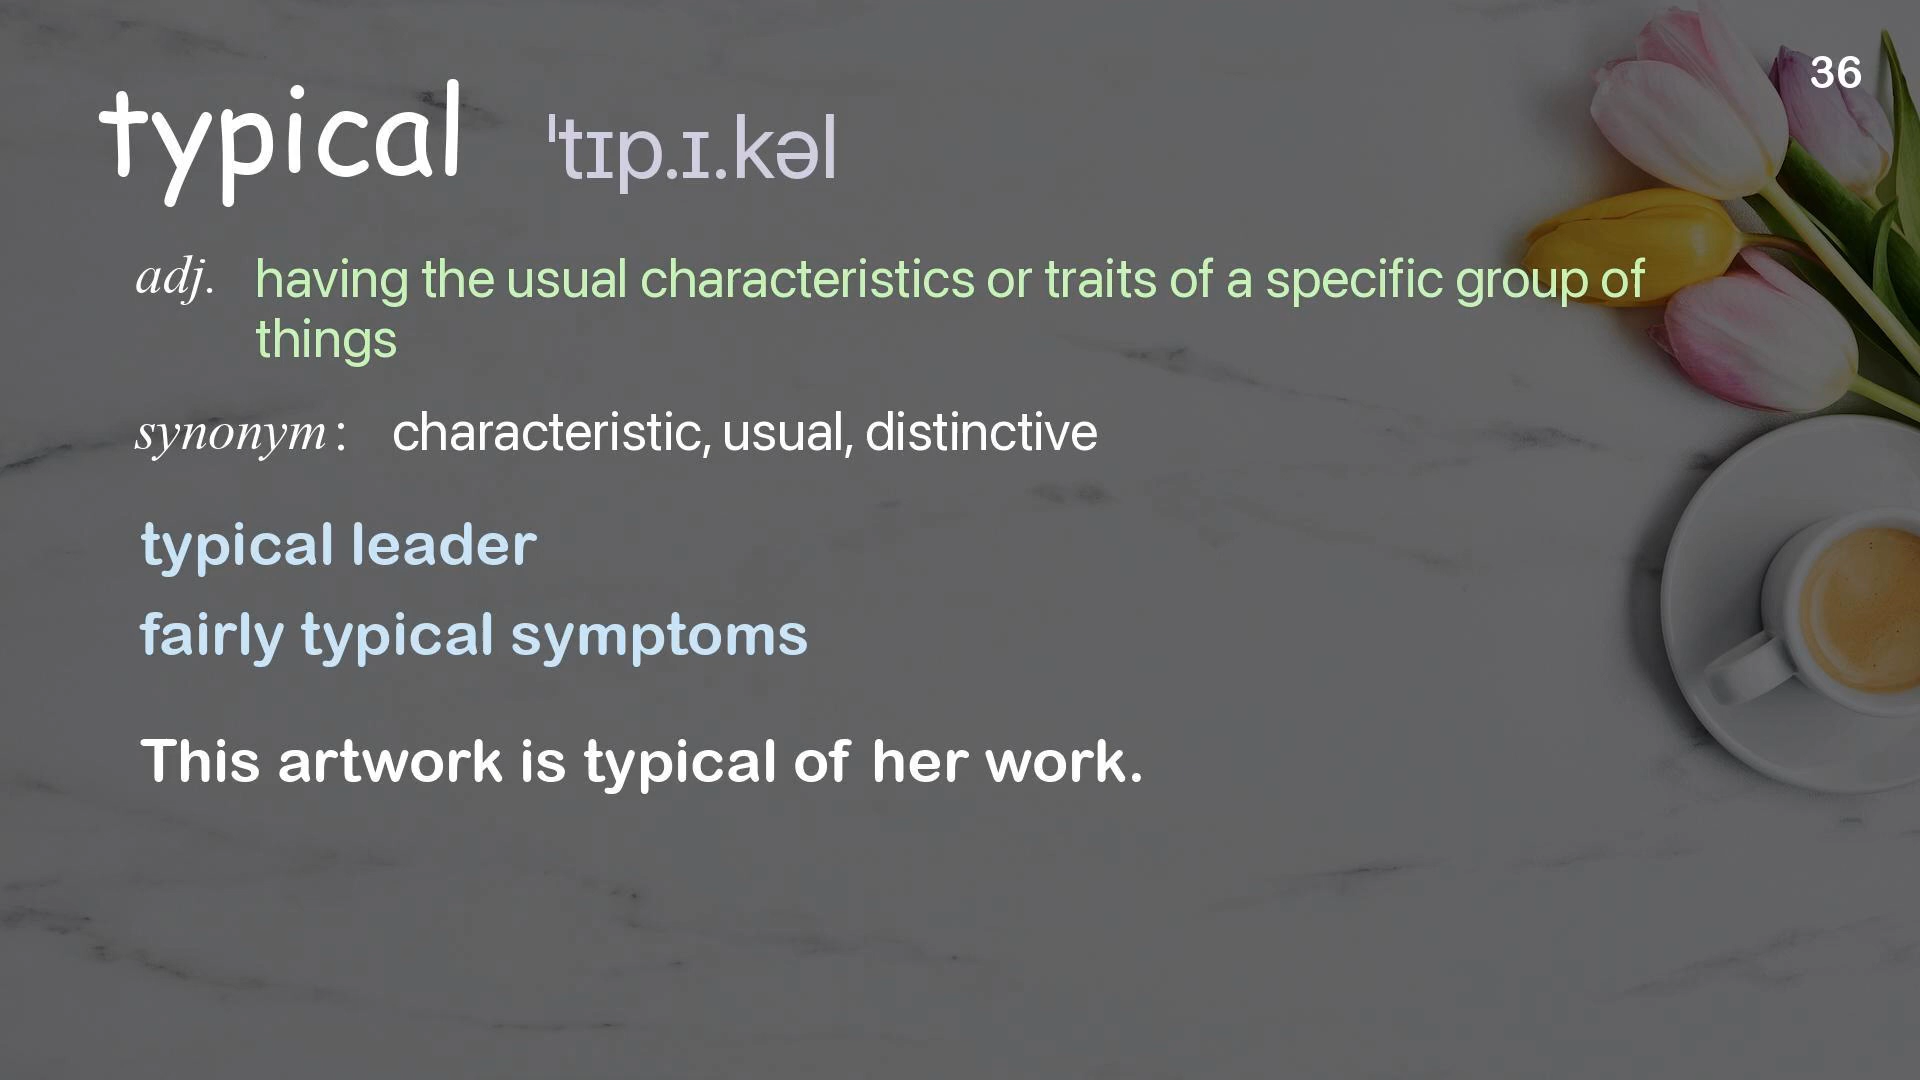 36
typical ˈtɪp.ɪ.kəl
adj. having the usual characteristics or traits of a specific group of
things
synonym: characteristic, usual, distinctive
typical leader
fairly typical symptoms
This artwork is typical of her work.